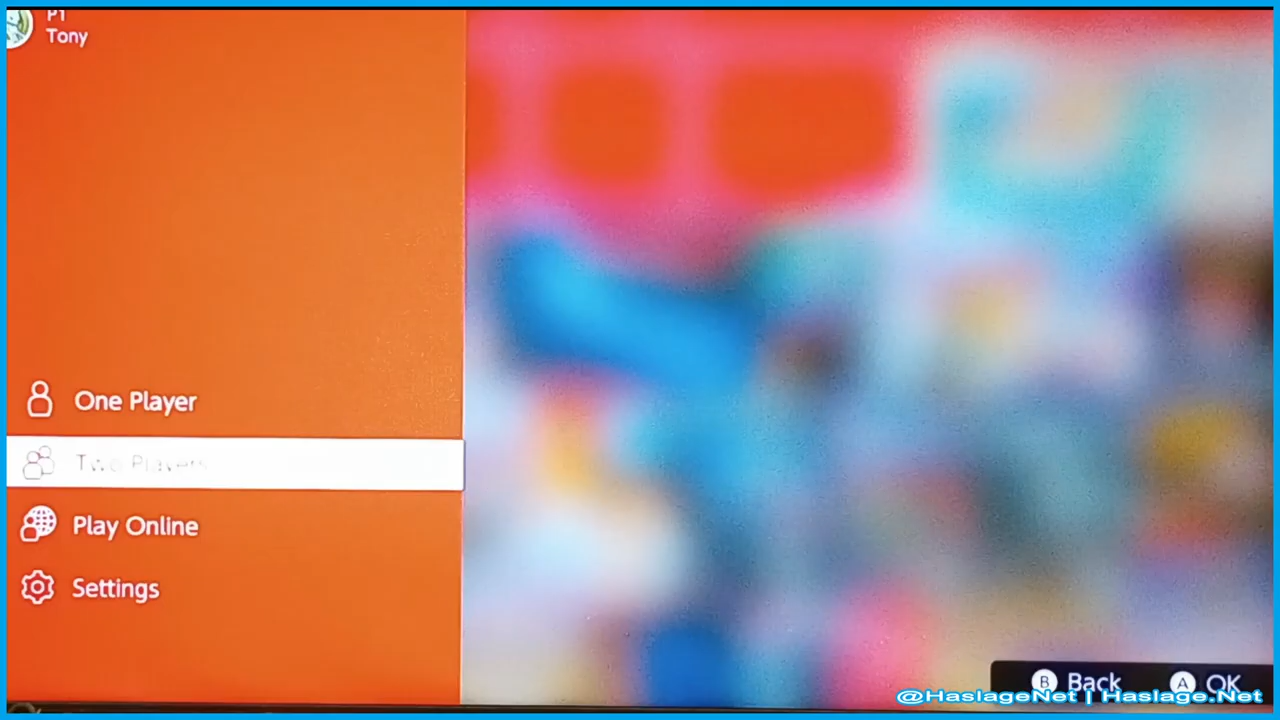 P1
Tony
One Player
Two Players
Play Online
Settings
B Back A OK
@HaslageNet | Haslage.Net